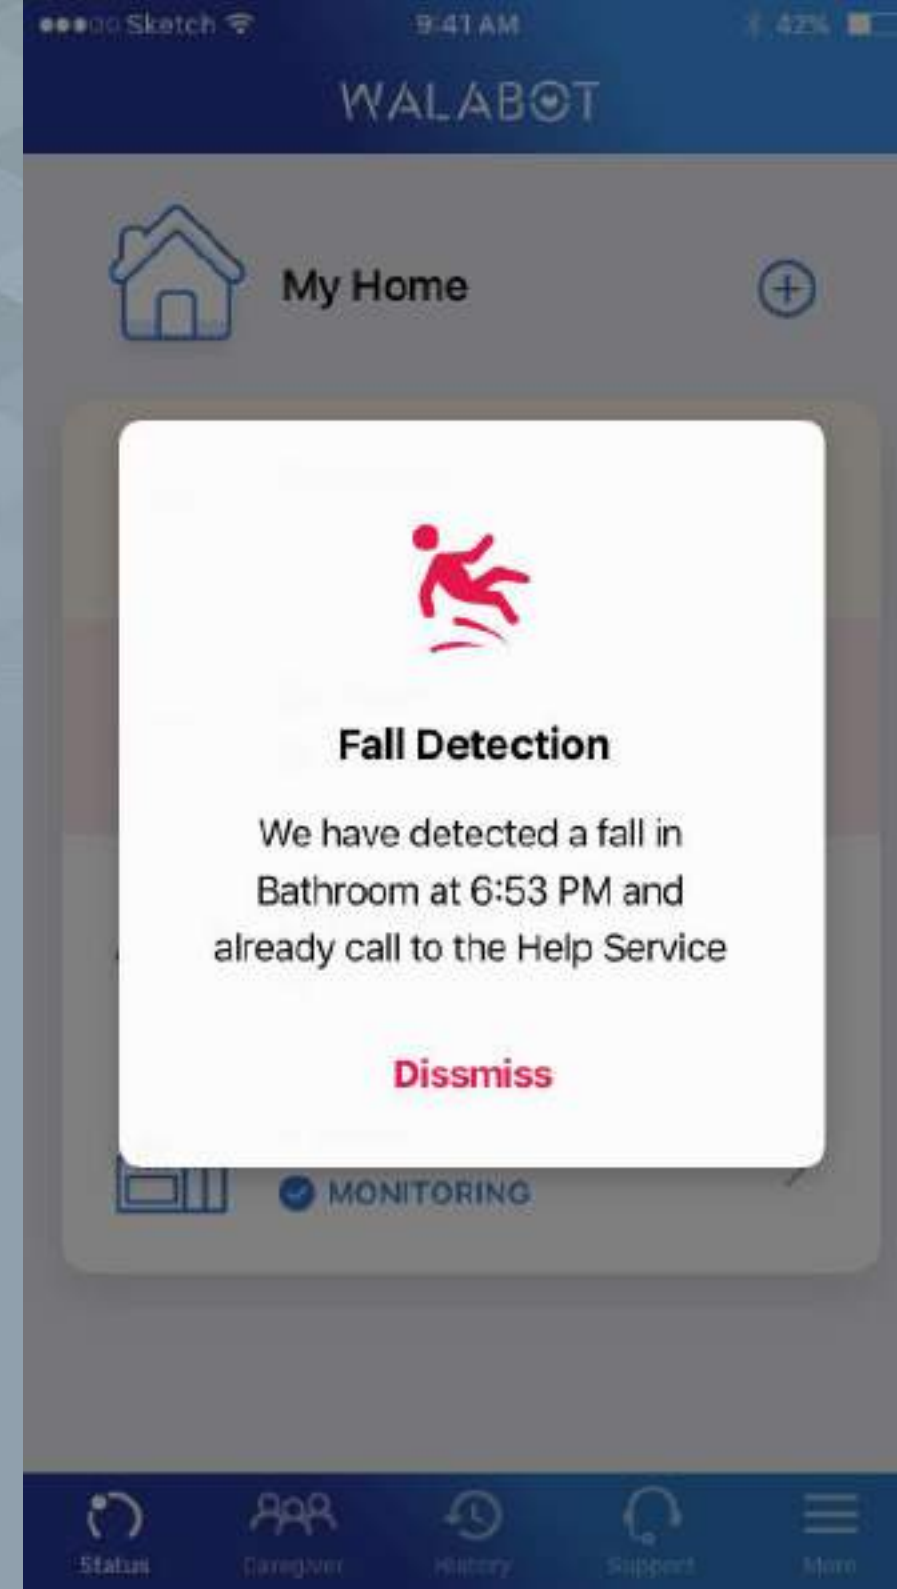 Sketch
9:41 AM
42%
WALABOT
My Home
Fall Detection
We have detected a fall in
Bathroom at 6:53 PM and
already call to the Help Service
Dissmiss
MONITORING
Status
Caregiver
History
Support
More